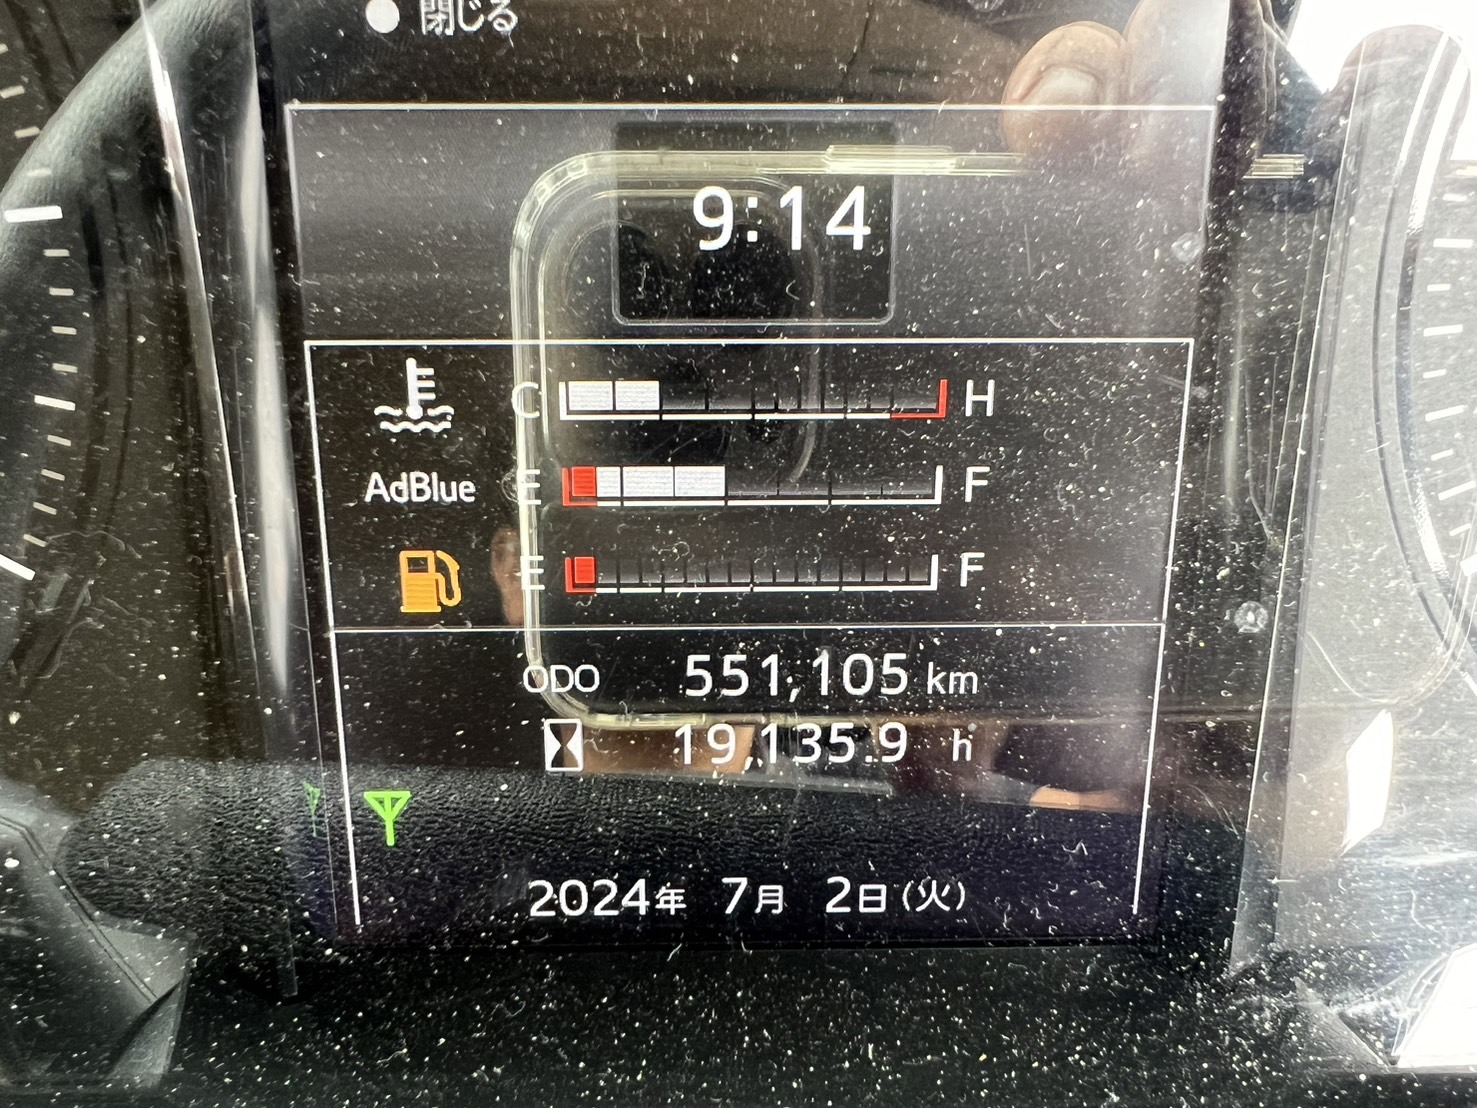 閉じる
9:14
C H
AdBlue E F
E F
ODO 551,105 km
19,135.9 h
2024年 7月 2日(火)